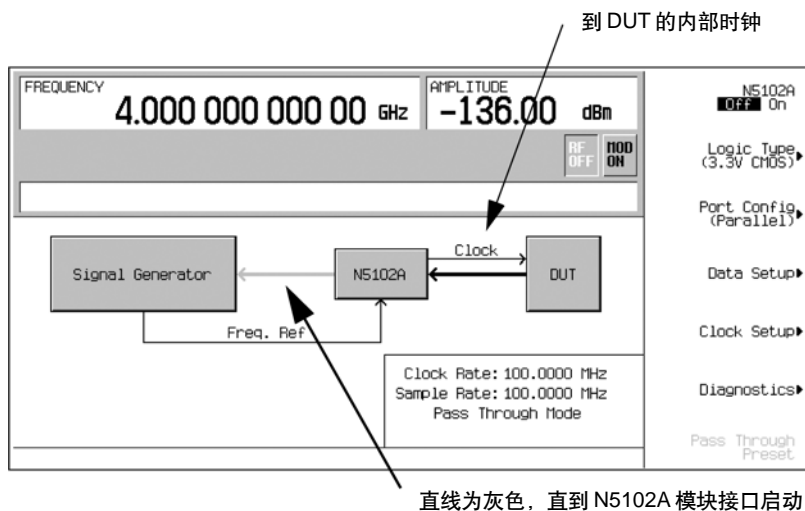 到 DUT 的内部时钟
FREQUENCY
4.000 000 000 00 GHz
AMPLITUDE
-136.00 dBm
RF OFF
MOD ON
N5102A
Off On
Logic Type
(3.3V CMOS)
Port Config
(Parallel)
Data Setup
Clock Setup
Diagnostics
Pass Through
Preset
Signal Generator
N5102A
Clock
DUT
Freq. Ref
Clock Rate: 100.0000 MHz
Sample Rate: 100.0000 MHz
Pass Through Mode
直线为灰色，直到 N5102A 模块接口启动